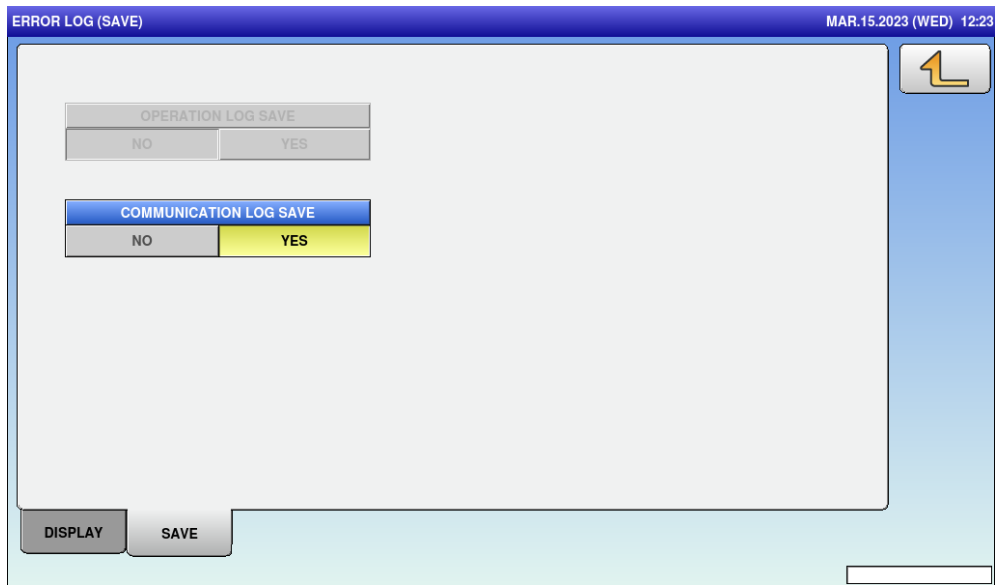 ERROR LOG (SAVE) MAR.15.2023 (WED) 12:23
OPERATION LOG SAVE
NO YES
COMMUNICATION LOG SAVE
NO YES
DISPLAY SAVE